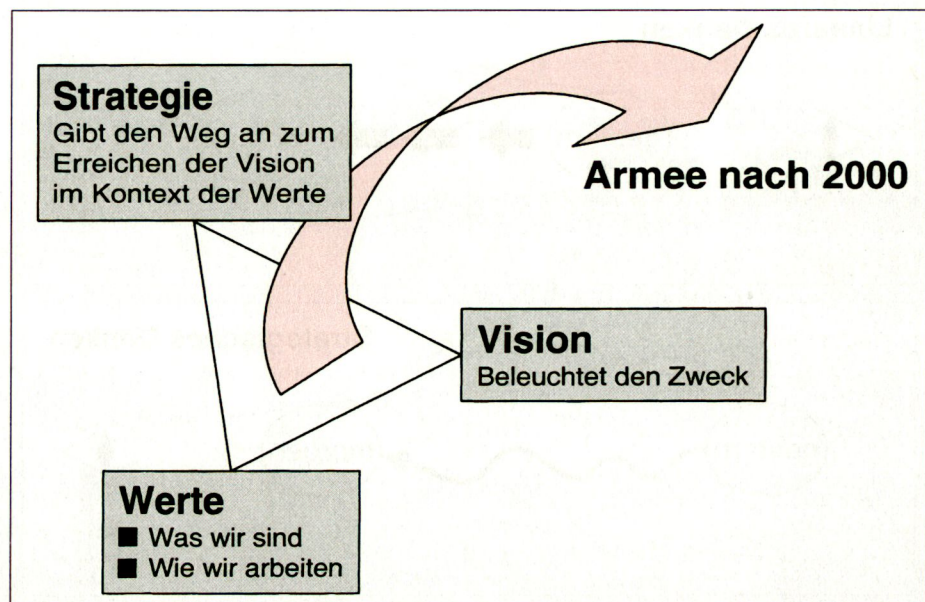 Strategie
Gibt den Weg an zum
Erreichen der Vision
im Kontext der Werte
Armee nach 2000
Vision
Beleuchtet den Zweck
Werte
■ Was wir sind
■ Wie wir arbeiten